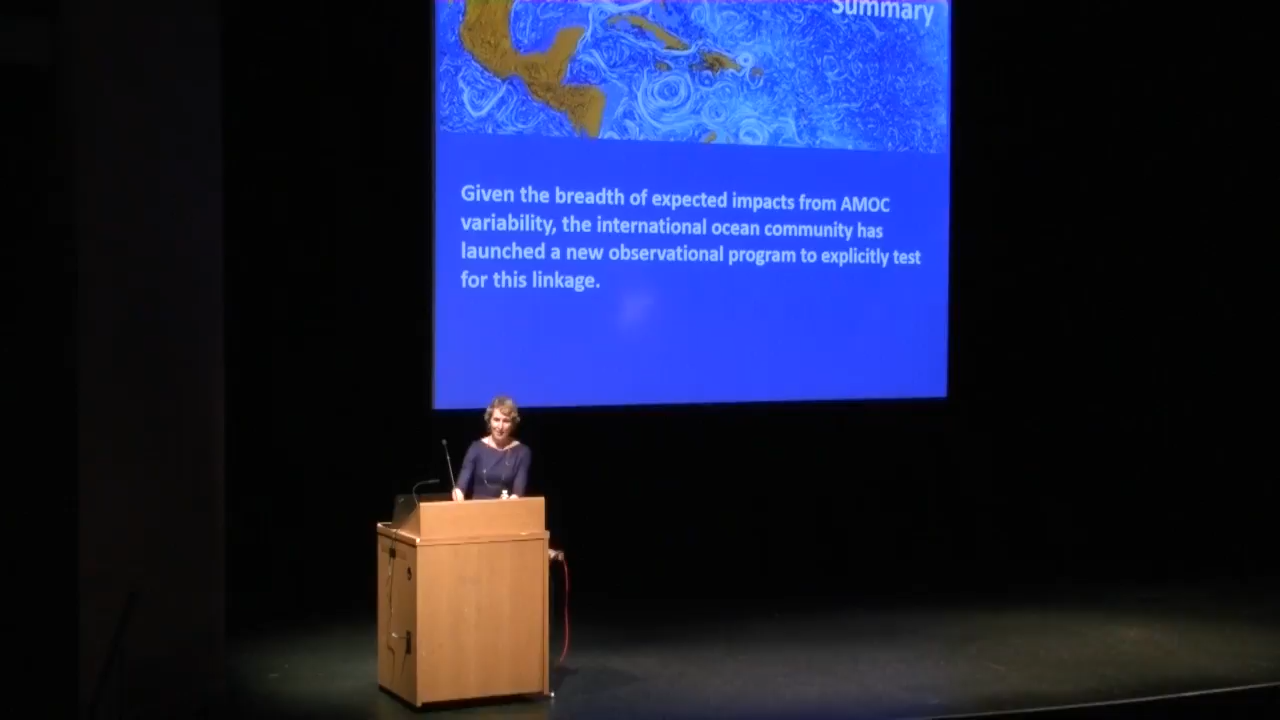 Summary
Given the breadth of expected impacts from AMOC
variability, the international ocean community has
launched a new observational program to explicitly test
for this linkage.